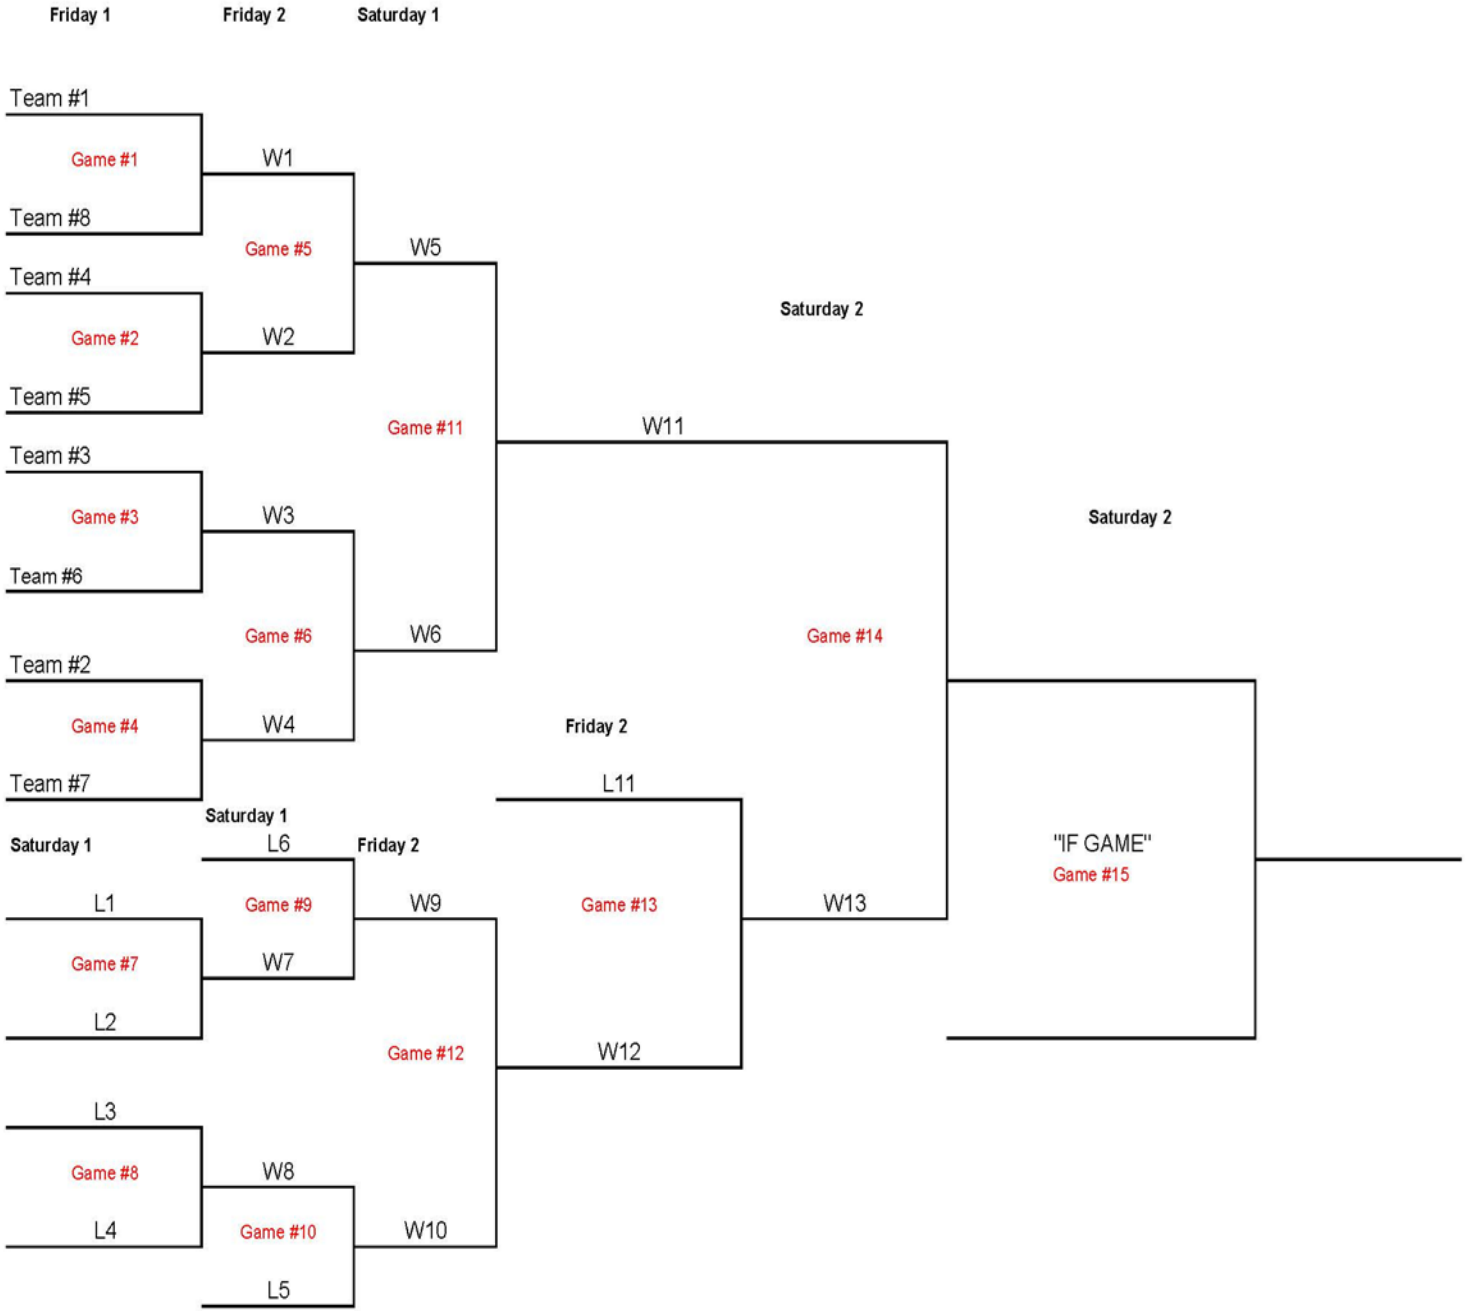 Friday 1
Friday 2
Saturday 1
Team #1
Game #1
W1
Team #8
Game #5
W5
Team #4
Saturday 2
Game #2
W2
Team #5
Game #11
W11
Team #3
Game #3
W3
Saturday 2
Team #6
Game #6
W6
Game #14
Team #2
Game #4
W4
Friday 2
Team #7
L11
Saturday 1
Saturday 1
L6
Friday 2
"IF GAME"
Game #15
L1
Game #9
W9
Game #13
W13
Game #7
W7
L2
Game #12
W12
L3
Game #8
W8
L4
Game #10
W10
L5